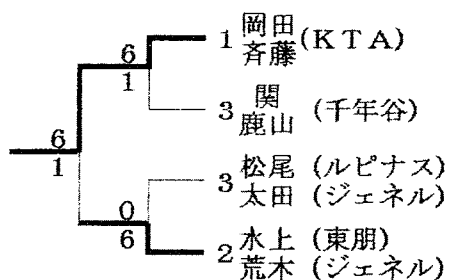 岡田
6 1 斉藤 (KTA)
1 関
3 鹿山 (千年谷)
6
1 松尾 (ルピナス)
3 太田 (ジェネル)
0
6 水上 (東朋)
2 荒木 (ジェネル)